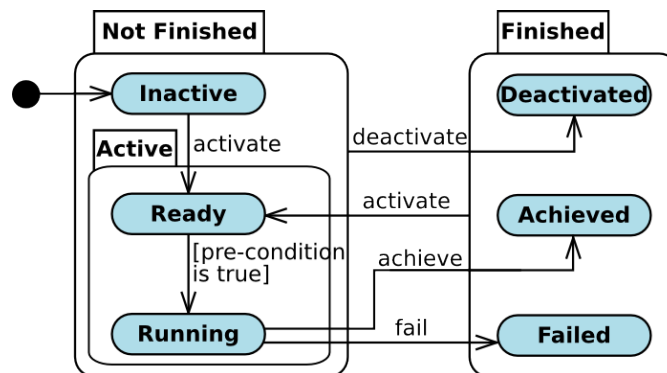 Not Finished
Finished
Inactive
Deactivated
activate
deactivate
Active
Ready
activate
Achieved
[pre-condition
is true]
achieve
Running
fail
Failed